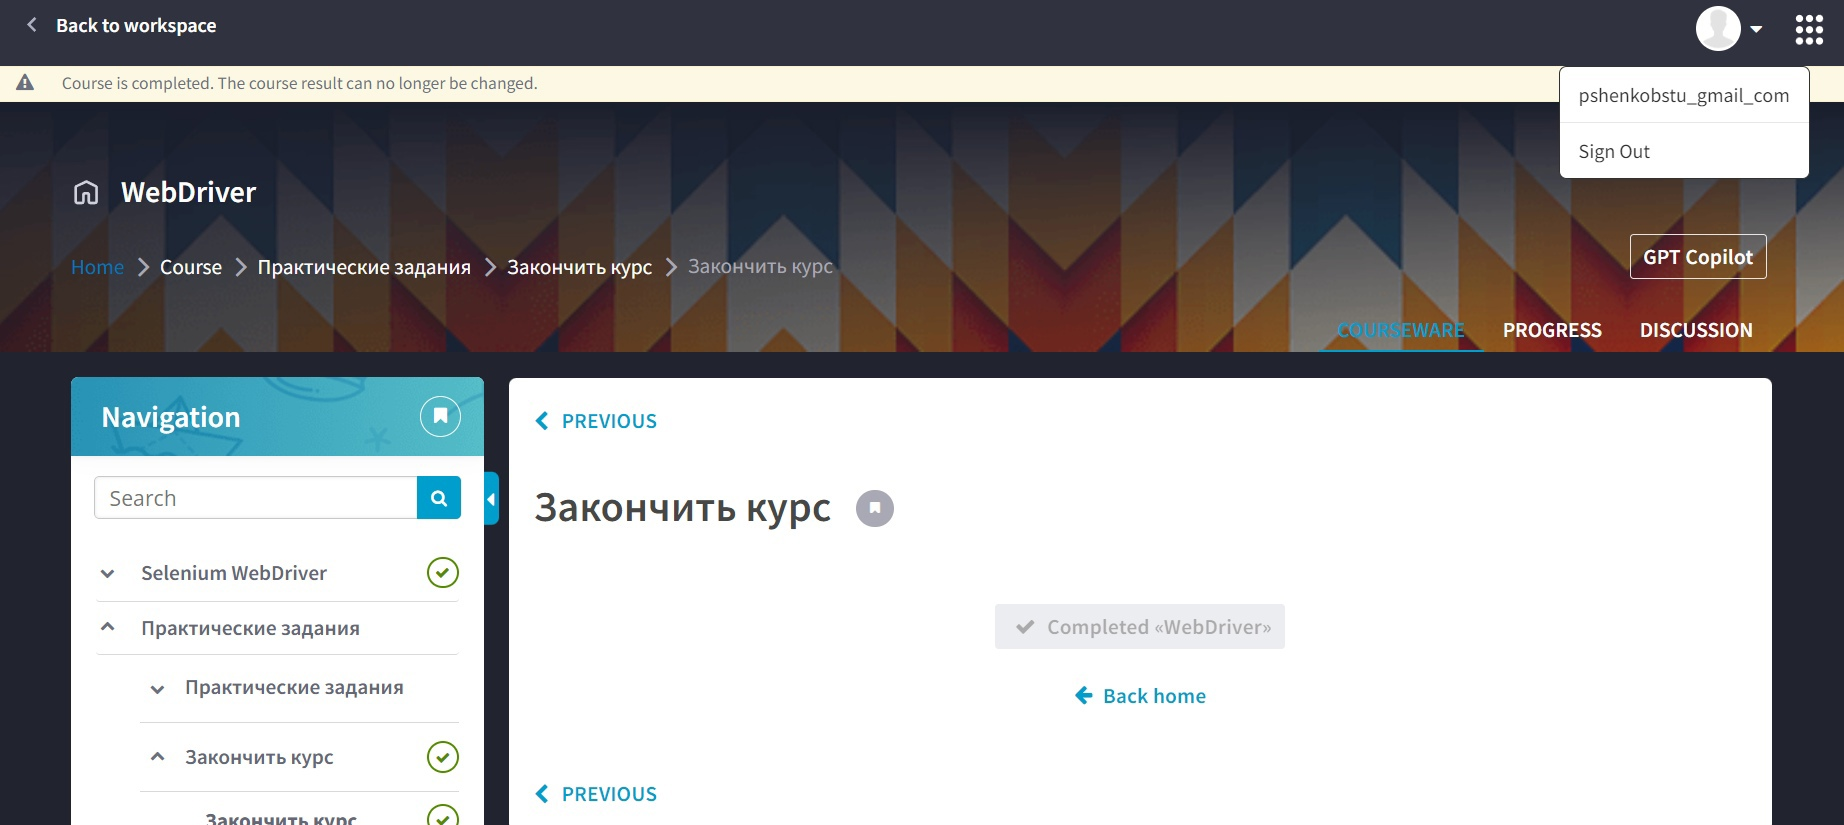 Back to workspace
Course is completed. The course result can no longer be changed.
pshenkobstu_gmail_com
Sign Out
WebDriver
Home Course Практические задания Закончить курс Закончить курс
GPT Copilot
COURSEWARE PROGRESS DISCUSSION
Navigation
Search
Selenium WebDriver
Практические задания
Практические задания
Закончить курс
Закончить курс
PREVIOUS
Закончить курс
Completed «WebDriver»
Back home
PREVIOUS